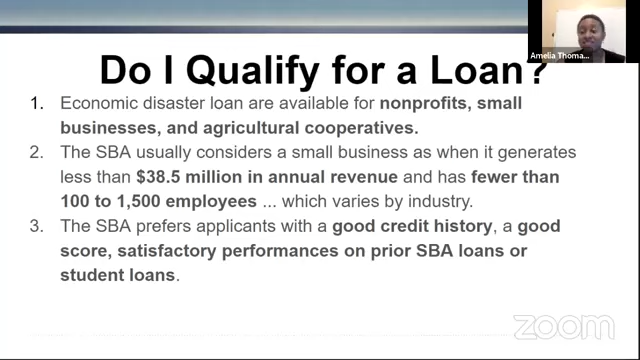 Amelia Thoma...
Do I Qualify for a Loan?
1. Economic disaster loan are available for nonprofits, small
businesses, and agricultural cooperatives.
2. The SBA usually considers a small business as when it generates
less than $38.5 million in annual revenue and has fewer than
100 to 1,500 employees ... which varies by industry.
3. The SBA prefers applicants with a good credit history, a good
score, satisfactory performances on prior SBA loans or
student loans.
zoom